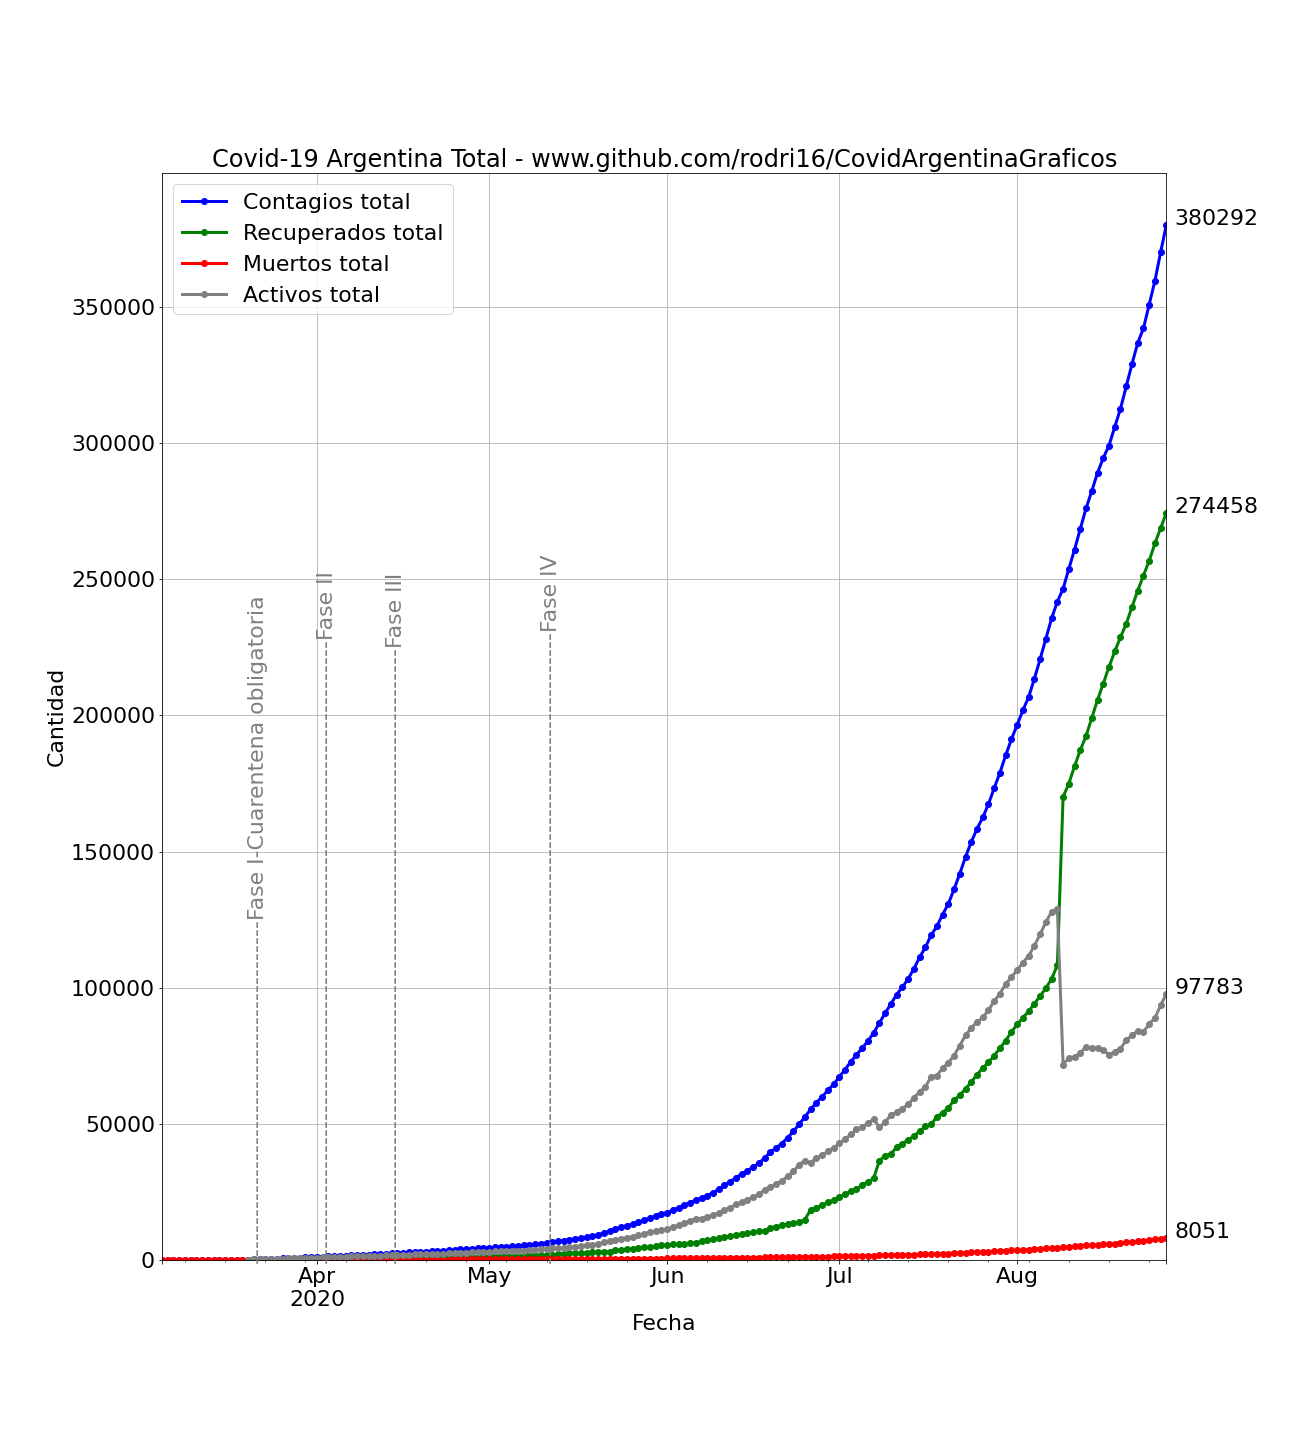 Covid-19 Argentina Total - www.github.com/rodri16/CovidArgentinaGraficos
Contagios total
Recuperados total
Muertos total
Activos total
380292
350000
300000
274458
250000
Fase I-Cuarentena obligatoria
Fase II
Fase III
Fase IV
Cantidad
200000
150000
100000
97783
50000
8051
0
Apr
2020
May
Jun
Jul
Aug
Fecha